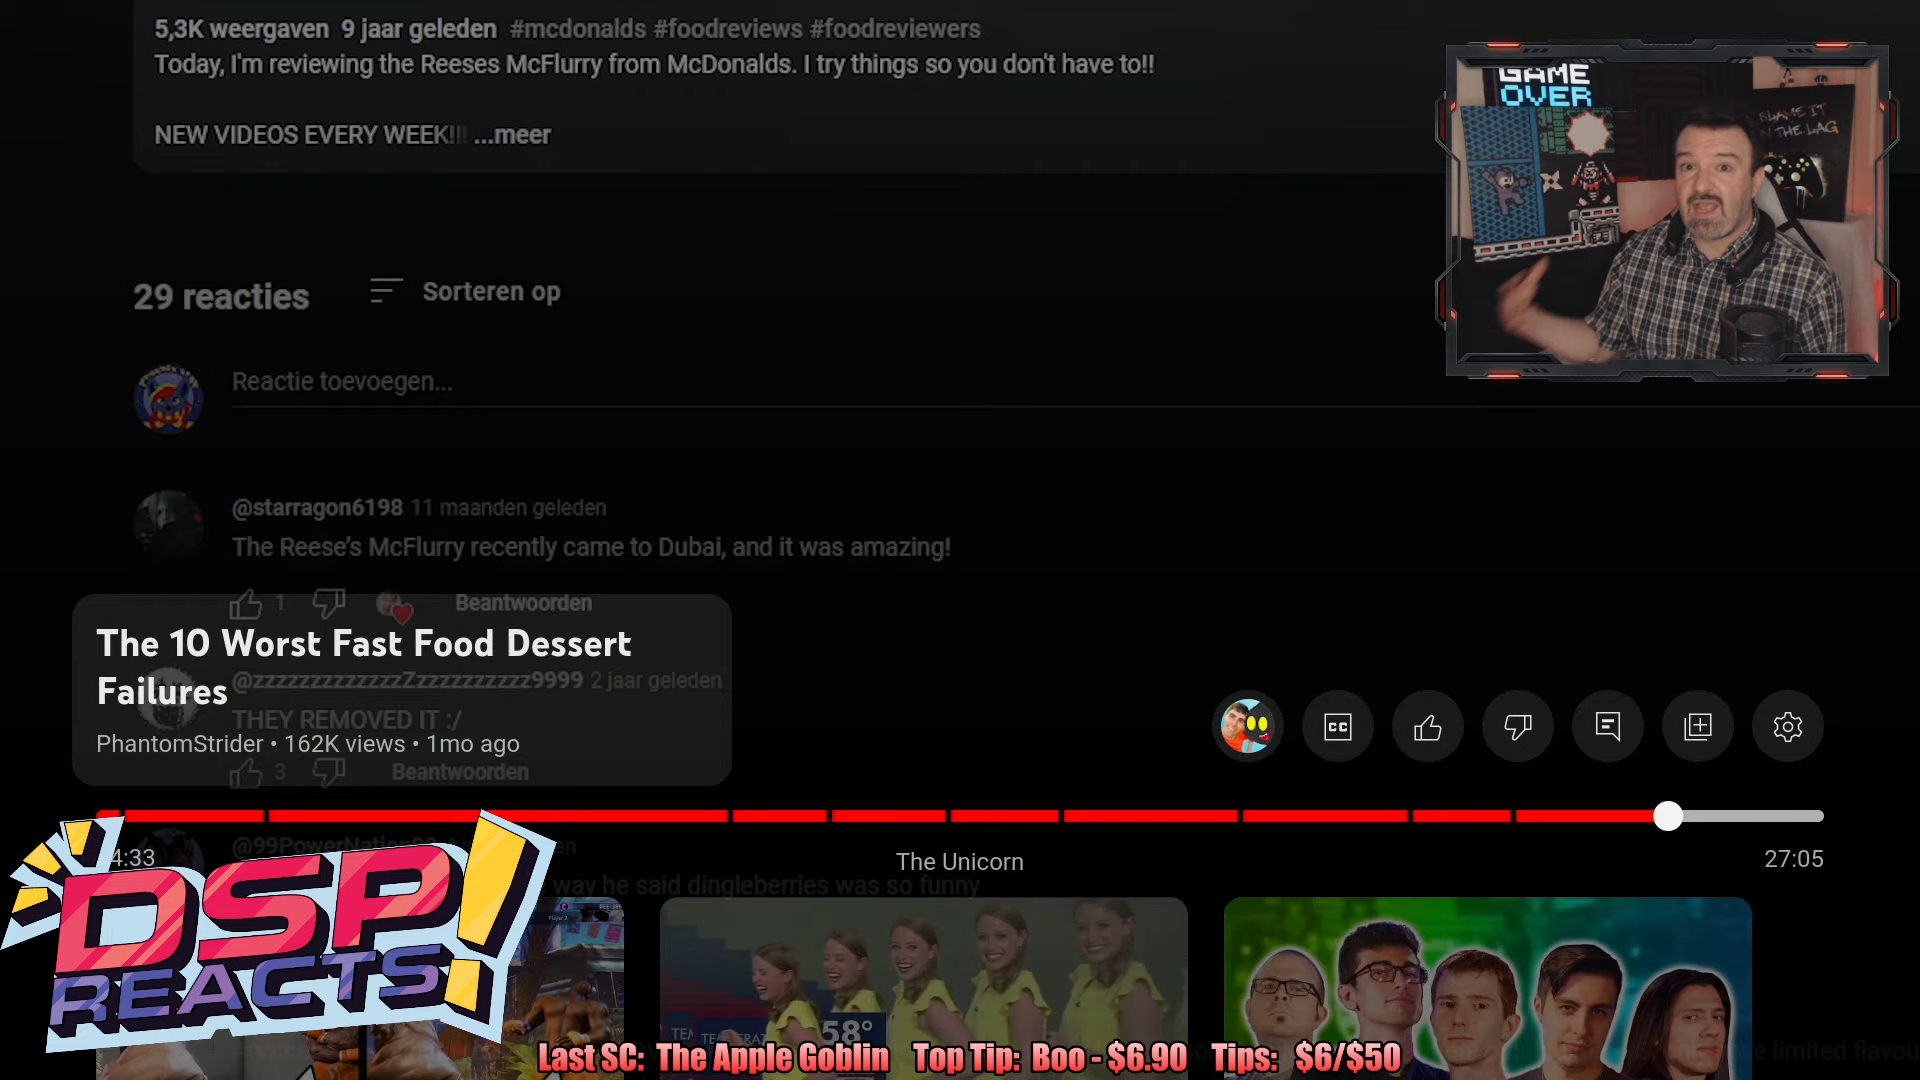 5,3K weergaven 9 jaar geleden #mcdonalds #foodreviews #foodreviewers
Today, I'm reviewing the Reeses McFlurry from McDonalds. I try things so you don't have to!!
NEW VIDEOS EVERY WEEK!!! ...meer
GAME
OVER
BLAME IT
N THE LAG
29 reacties
Sorteren op
Reactie toevoegen...
@starragon6198 11 maanden geleden
The Reese's McFlurry recently came to Dubai, and it was amazing!
1
Beantwoorden
The 10 Worst Fast Food Dessert
Failures
2 jaar geleden
THEY REMOVED IT :/
PhantomStrider • 162K views • 1mo ago
3
Beantwoorden
CC
4:33
The Unicorn
27:05
way he said dingleberries was so funny
DSP!
REACTS!
58°
limited flavou
Last SC: The Apple Goblin Top Tip: Boo - $6.90 Tips: $6/$50